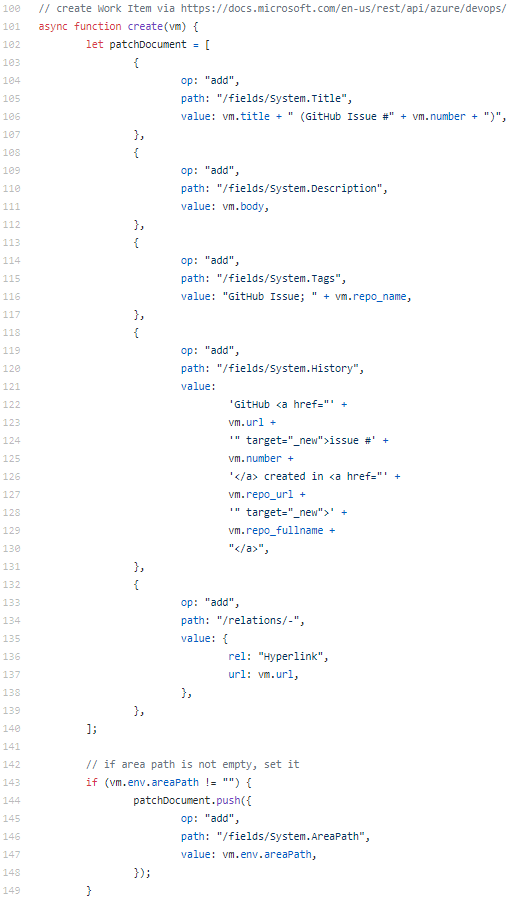 100 // create Work Item via https://docs.microsoft.com/en-us/rest/api/azure/devops/
101 async function create(vm) {
102 let patchDocument = [
103 {
104 op: "add",
105 path: "/fields/System.Title",
106 value: vm.title + " (GitHub Issue #" + vm.number + ")",
107 },
108 {
109 op: "add",
110 path: "/fields/System.Description",
111 value: vm.body,
112 },
113 {
114 op: "add",
115 path: "/fields/System.Tags",
116 value: "GitHub Issue; " + vm.repo_name,
117 },
118 {
119 op: "add",
120 path: "/fields/System.History",
121 value:
122 'GitHub <a href="' +
123 vm.url +
124 '" target="_new">issue #' +
125 vm.number +
126 '</a> created in <a href="' +
127 vm.repo_url +
128 '" target="_new">' +
129 vm.repo_fullname +
130 "</a>",
131 },
132 {
133 op: "add",
134 path: "/relations/-",
135 value: {
136 rel: "Hyperlink",
137 url: vm.url,
138 },
139 },
140 ];
141
142 // if area path is not empty, set it
143 if (vm.env.areaPath != "") {
144 patchDocument.push({
145 op: "add",
146 path: "/fields/System.AreaPath",
147 value: vm.env.areaPath,
148 });
149 }